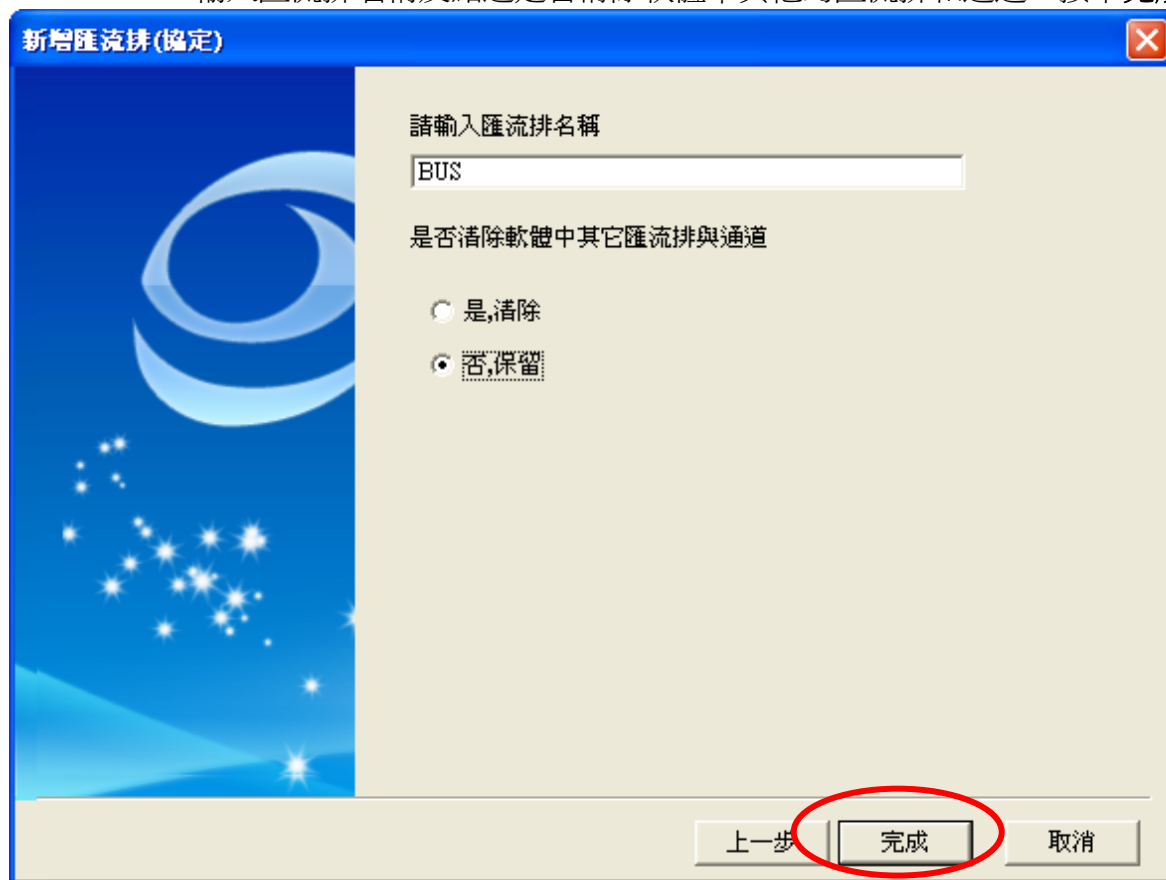 新增匯流排(協定)
請輸入匯流排名稱
BUS
是否清除軟體中其它匯流排與通道
是,清除
否,保留
上一步
完成
取消